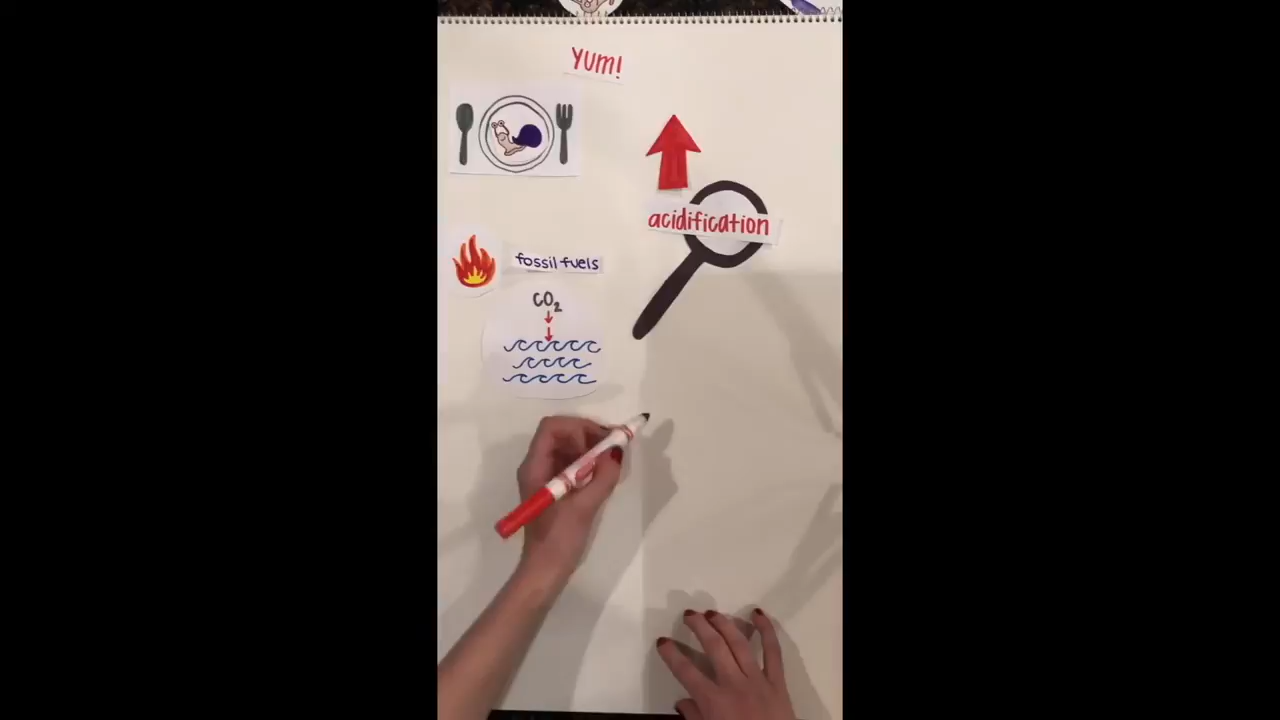 Yum!
acidification
fossil fuels
CO₂